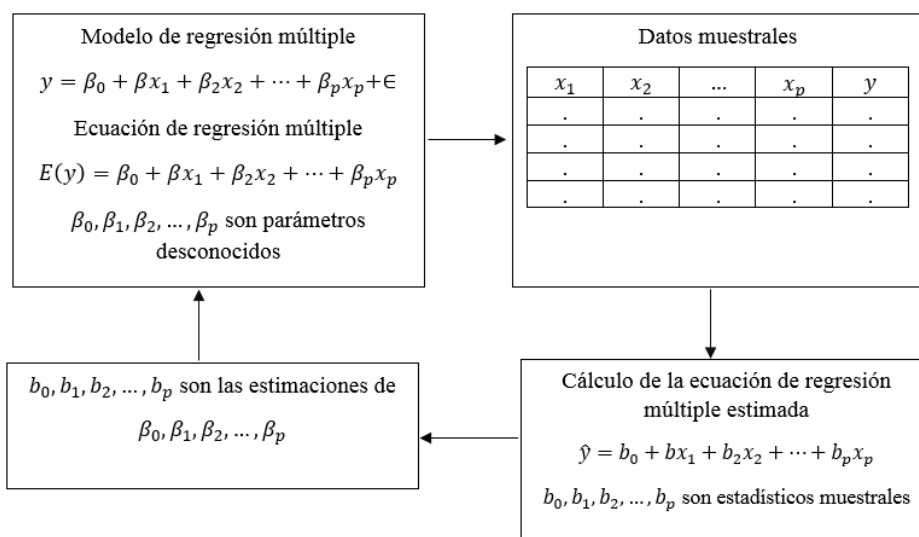 Modelo de regresión múltiple
y = β₀ + βx₁ + β₂x₂ + ⋯ + βₚxₚ+∈
Ecuación de regresión múltiple
E(y) = β₀ + βx₁ + β₂x₂ + ⋯ + βₚxₚ
β₀, β₁, β₂, …, βₚ son parámetros
desconocidos
Datos muestrales
x₁ x₂ … xₚ y
. . . . .
. . . . .
. . . . .
. . . . .
Cálculo de la ecuación de regresión
múltiple estimada
ŷ = b₀ + bx₁ + b₂x₂ + ⋯ + bₚxₚ
b₀, b₁, b₂, …, bₚ son estadísticos muestrales
b₀, b₁, b₂, …, bₚ son las estimaciones de
β₀, β₁, β₂, …, βₚ